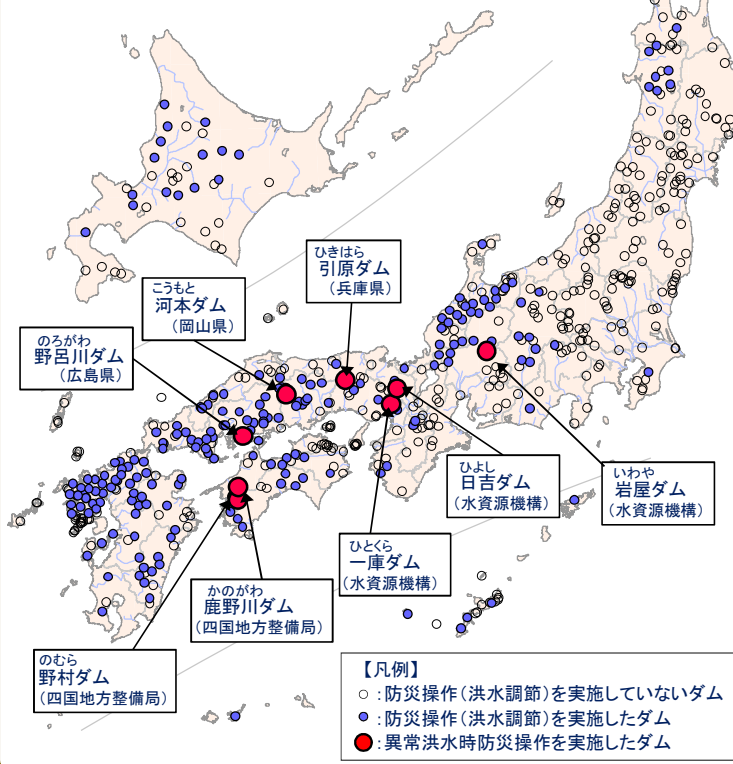 ひきはら
引原ダム
（兵庫県）
こうもと
河本ダム
（岡山県）
のろがわ
野呂川ダム
（広島県）
ひよし
日吉ダム
（水資源機構）
いわや
岩屋ダム
（水資源機構）
ひとくら
一庫ダム
（水資源機構）
かのがわ
鹿野川ダム
（四国地方整備局）
のむら
野村ダム
（四国地方整備局）
【凡例】
○：防災操作（洪水調節）を実施していないダム
●：防災操作（洪水調節）を実施したダム
●：異常洪水時防災操作を実施したダム